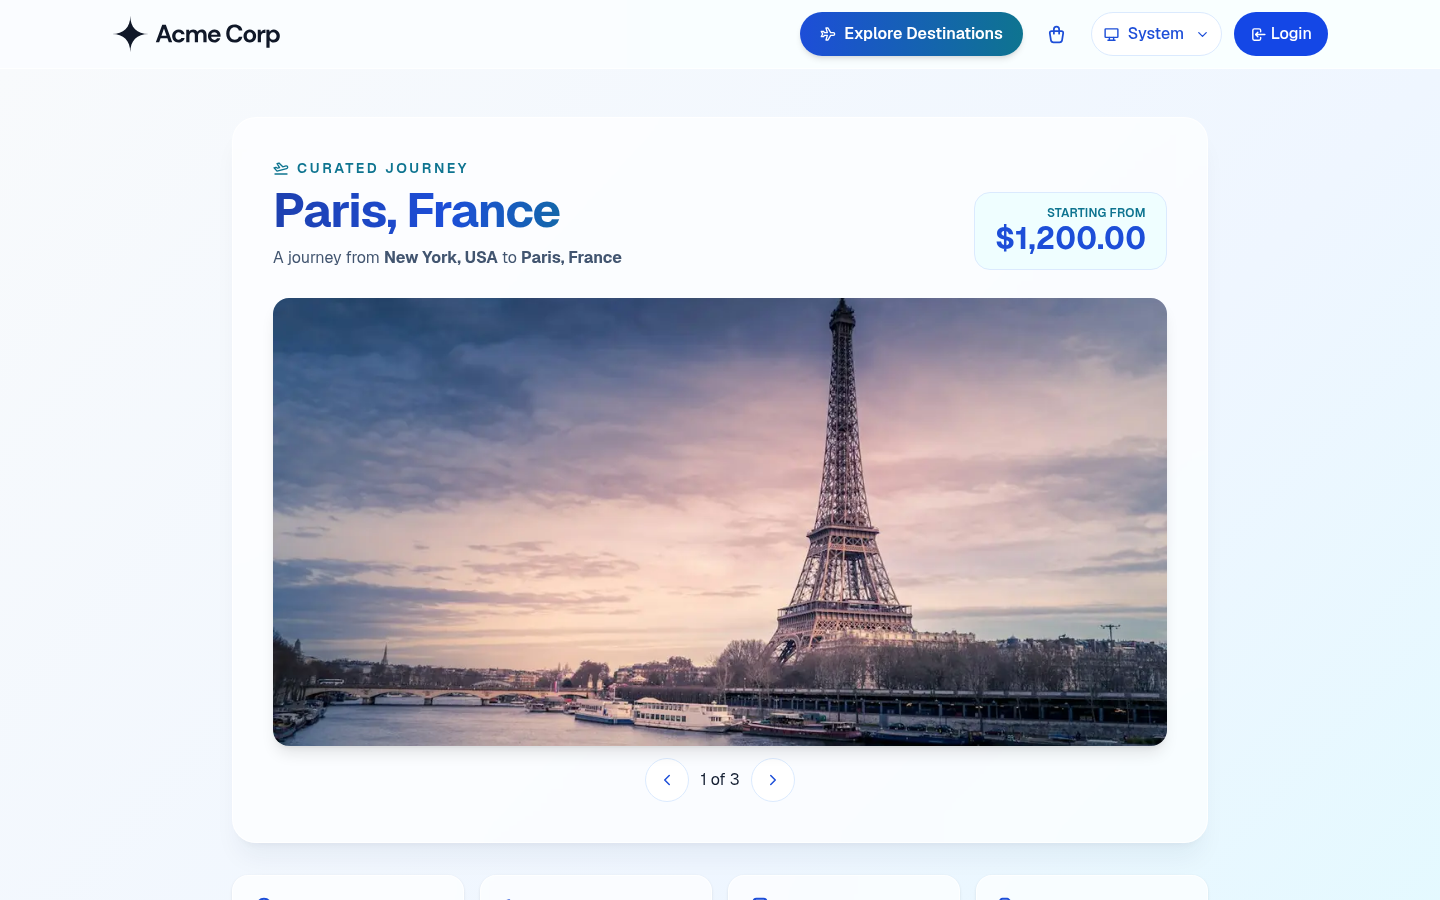 Acme Corp
Explore Destinations
System
Login
CURATED JOURNEY
Paris, France
A journey from New York, USA to Paris, France
STARTING FROM
$1,200.00
1 of 3